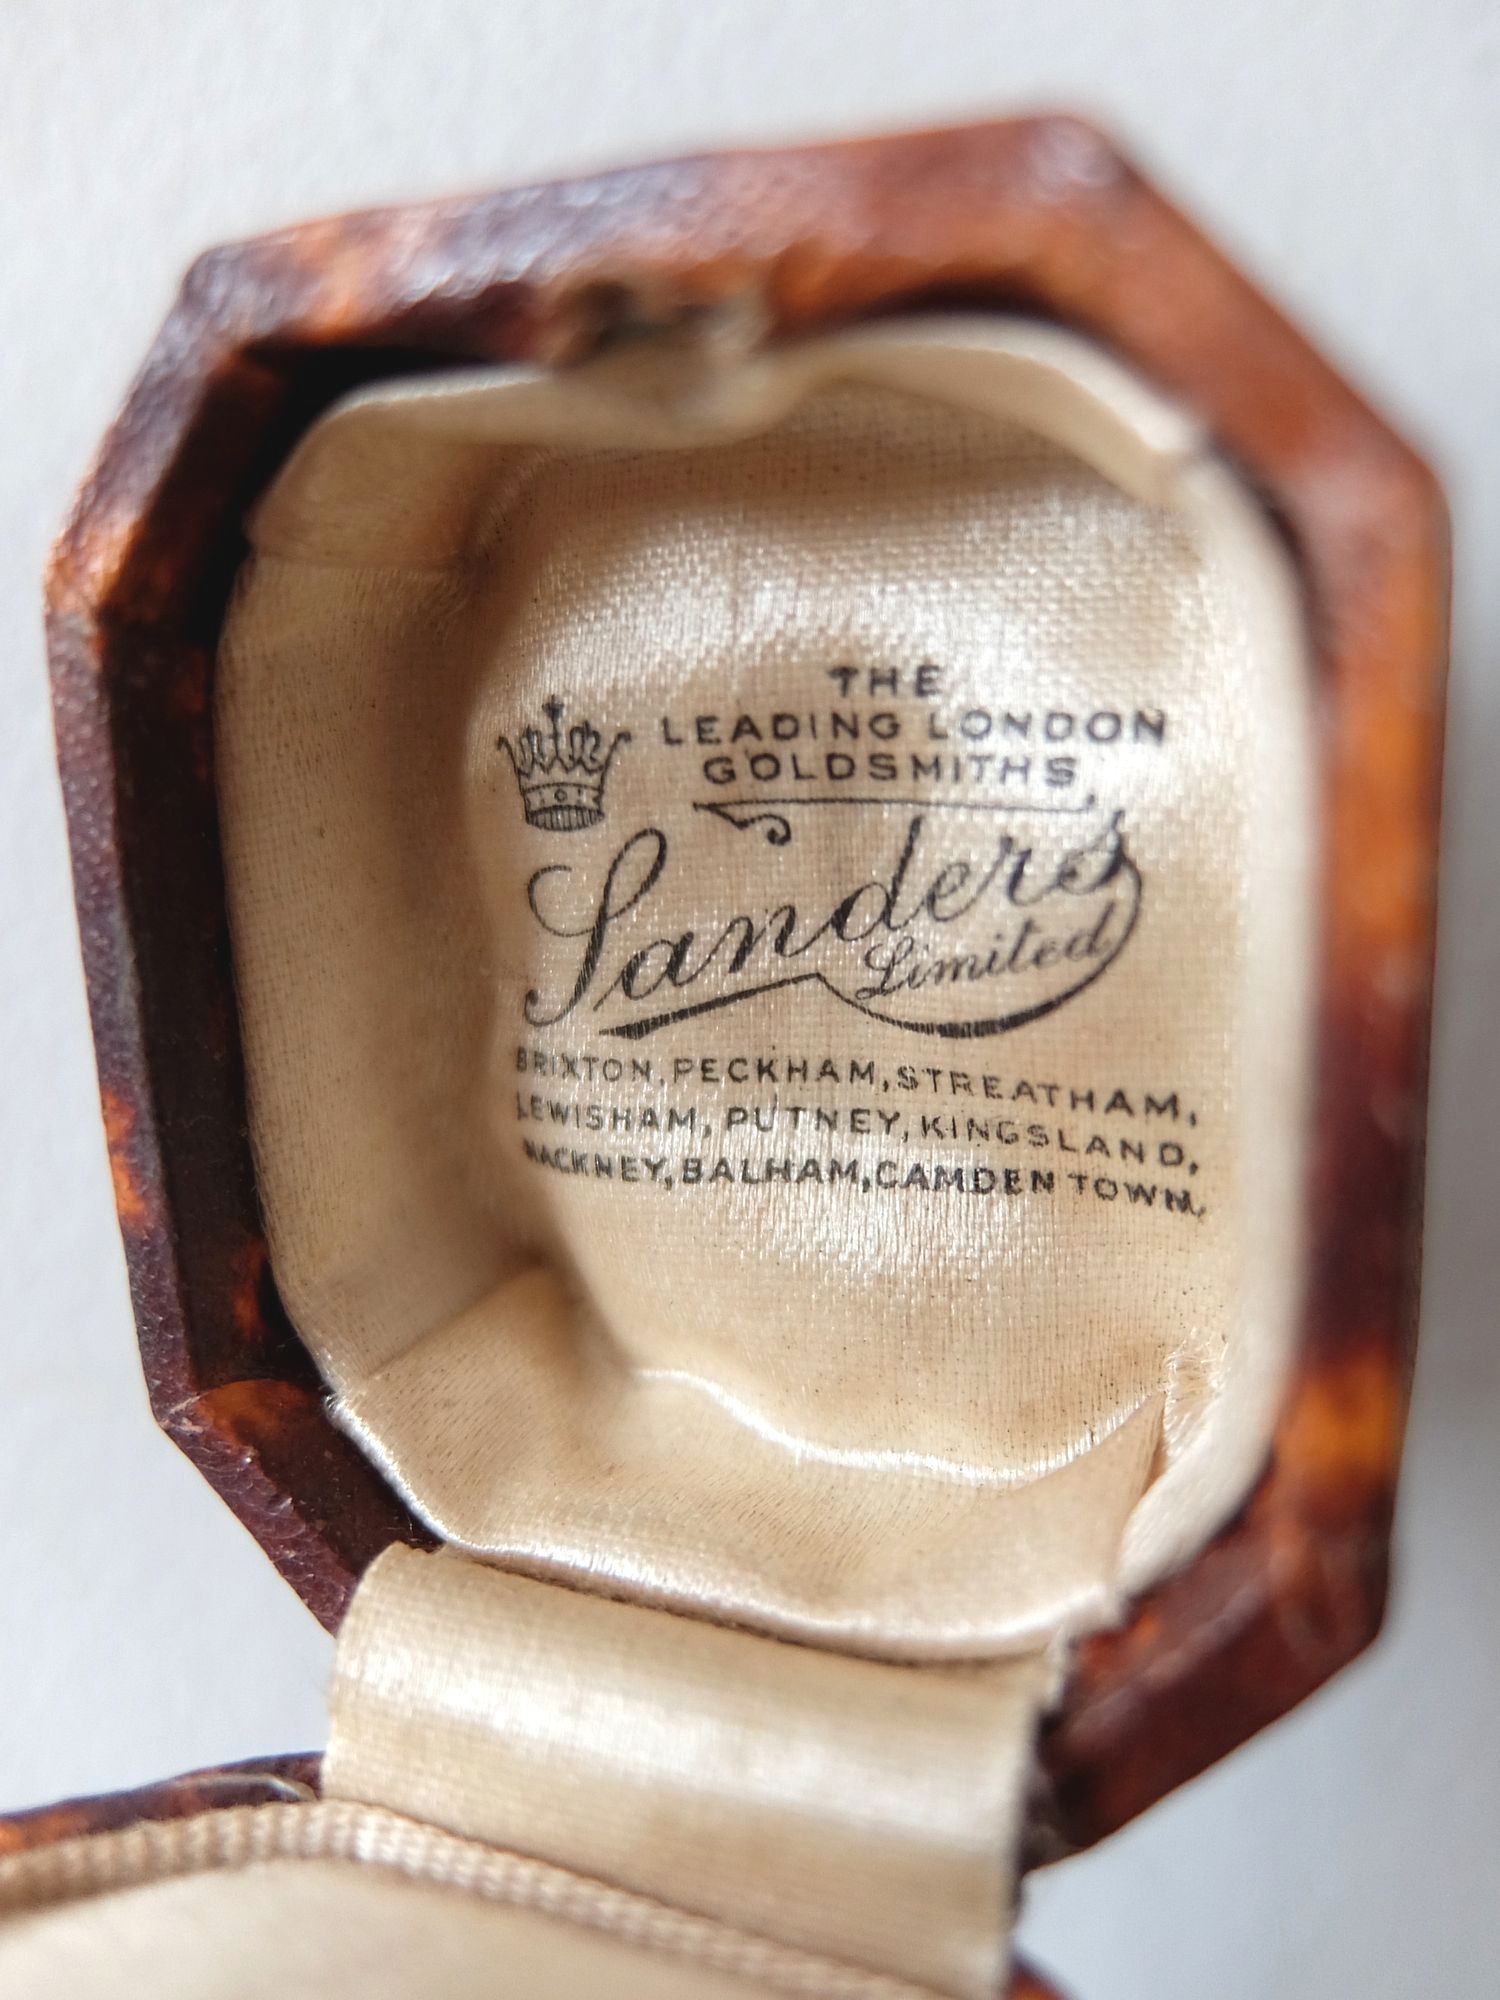 THE
LEADING LONDON
GOLDSMITHS
Sanders
Limited
BRIXTON, PECKHAM, STREATHAM,
LEWISHAM, PUTNEY, KINGSLAND,
HACKNEY, BALHAM, CAMDEN TOWN.